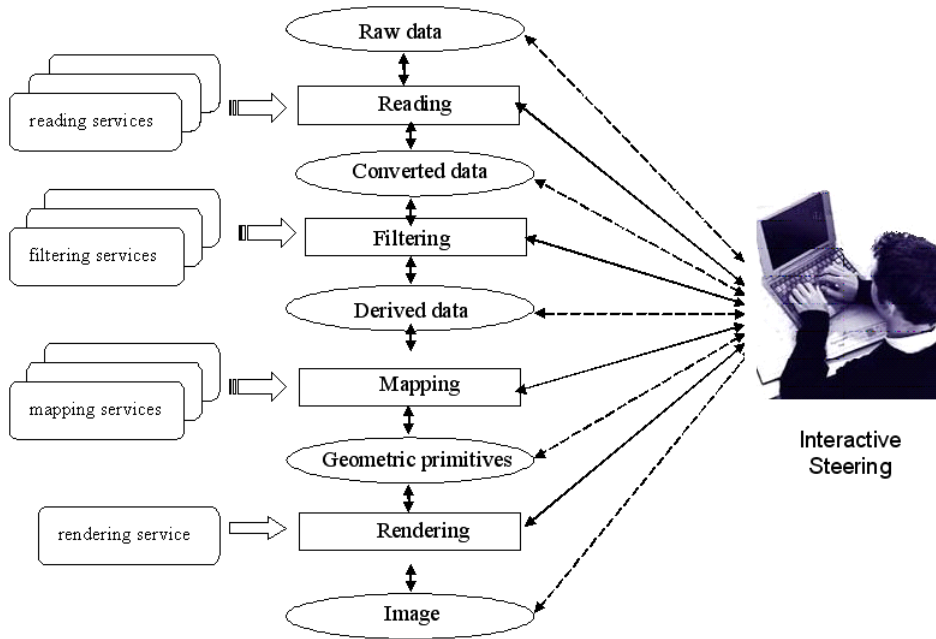 Raw data
Reading
reading services
Converted data
Filtering
filtering services
Derived data
Mapping
mapping services
Geometric primitives
Rendering
rendering service
Image
Interactive
Steering